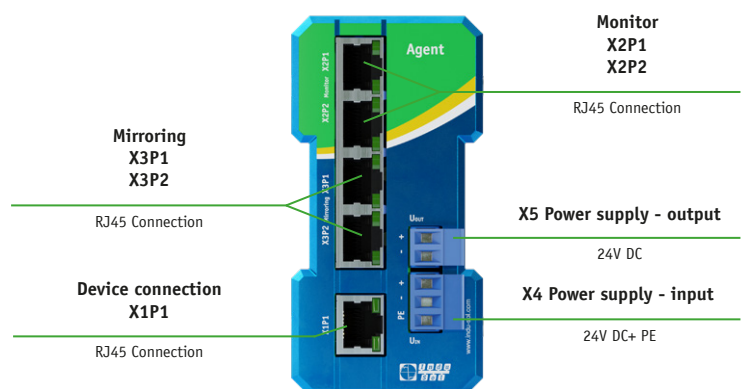 Monitor
X2P1
X2P2
RJ45 Connection
Mirroring
X3P1
X3P2
RJ45 Connection
Device connection
X1P1
RJ45 Connection
X5 Power supply - output
24V DC
X4 Power supply - input
24V DC+ PE
Agent
X2P1
Monitor
X2P2
X3P1
Mirroring
X3P2
X1P1
UOUT
+
-
+
-
PE
UIN
www.indu-sol.com
Indu
Sol